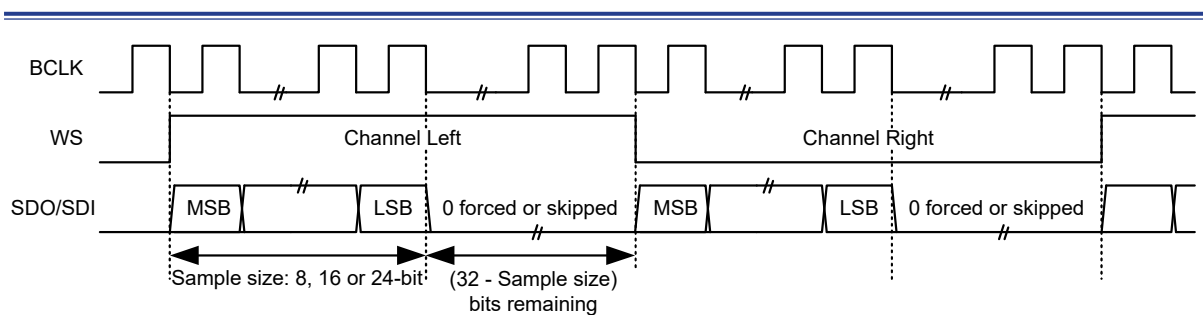 BCLK
WS
Channel Left
Channel Right
SDO/SDI
MSB
LSB
0 forced or skipped
MSB
LSB
0 forced or skipped
Sample size: 8, 16 or 24-bit
(32 - Sample size)
bits remaining